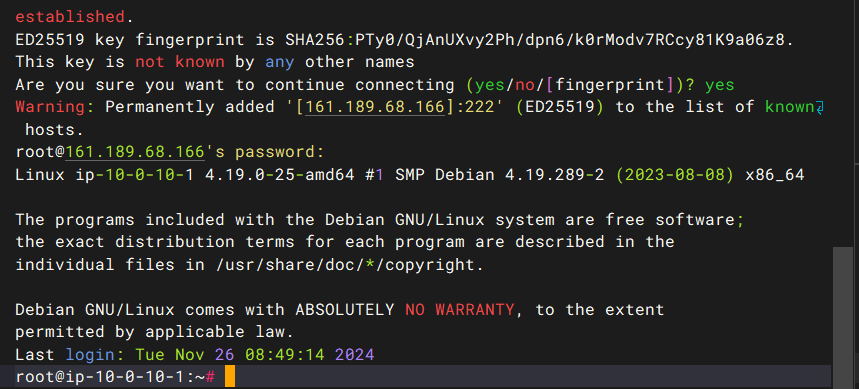 established.
ED25519 key fingerprint is SHA256:PTy0/QjAnUXvy2Ph/dpn6/k0rModv7RCcy81K9a06z8.
This key is not known by any other names
Are you sure you want to continue connecting (yes/no/[fingerprint])? yes
Warning: Permanently added '[161.189.68.166]:222' (ED25519) to the list of known
hosts.
root@161.189.68.166's password:
Linux ip-10-0-10-1 4.19.0-25-amd64 #1 SMP Debian 4.19.289-2 (2023-08-08) x86_64
The programs included with the Debian GNU/Linux system are free software;
the exact distribution terms for each program are described in the
individual files in /usr/share/doc/*/copyright.
Debian GNU/Linux comes with ABSOLUTELY NO WARRANTY, to the extent
permitted by applicable law.
Last login: Tue Nov 26 08:49:14 2024
root@ip-10-0-10-1:~#